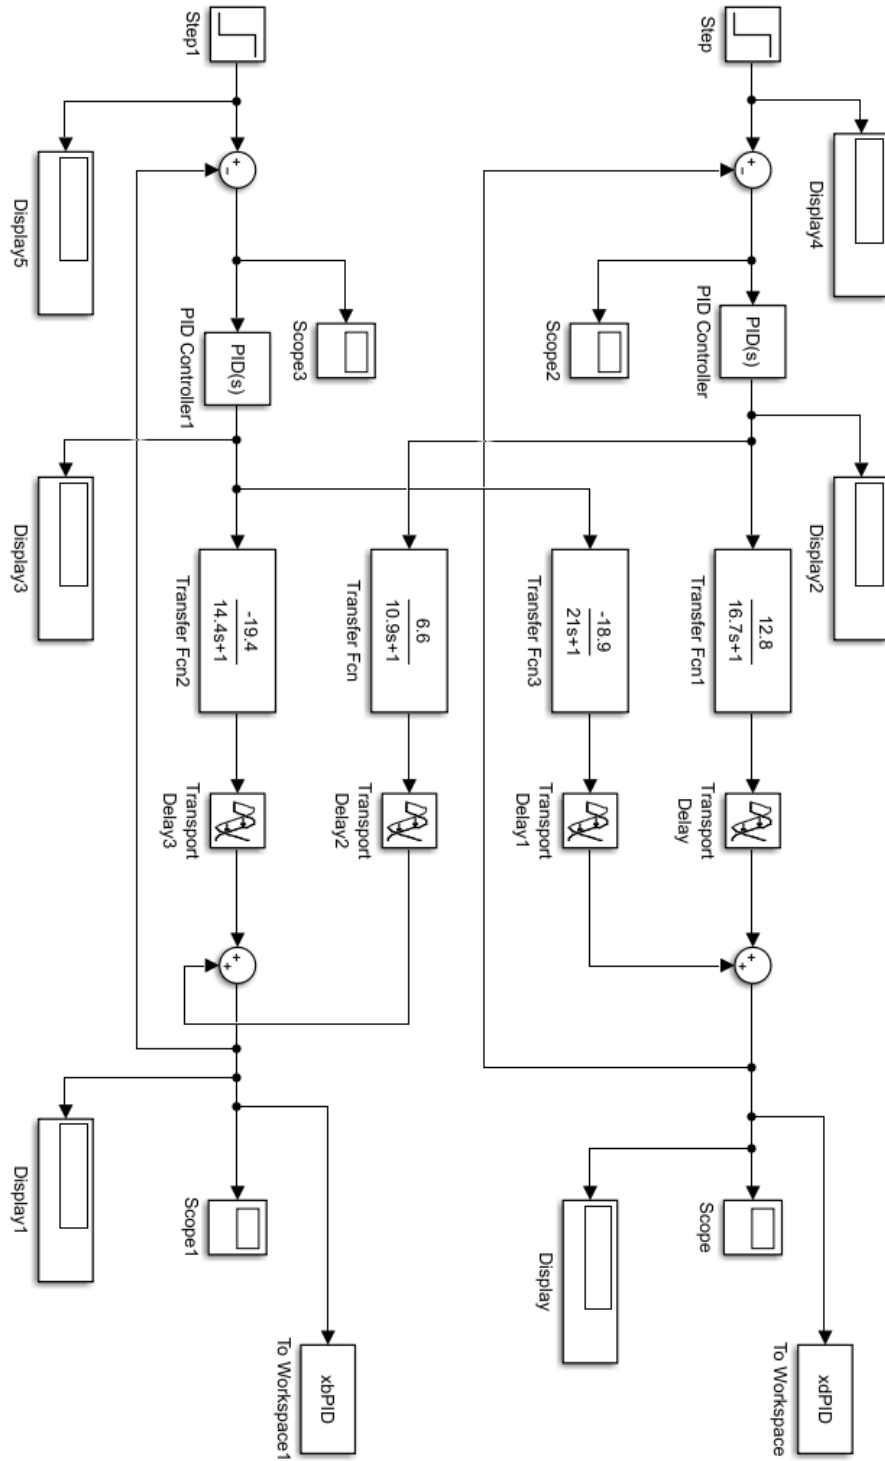 Step
Display4
+
-
Scope2
PID(s)
PID Controller
Display2
12.8
16.7s+1
Transfer Fcn1
-18.9
21s+1
Transfer Fcn3
Transport
Delay
Transport
Delay1
+
+
Scope
Display
xdPID
To Workspace
Step1
+
-
Display5
Scope3
PID(s)
PID Controller1
Display3
6.6
10.9s+1
Transfer Fcn
-19.4
14.4s+1
Transfer Fcn2
Transport
Delay2
Transport
Delay3
+
+
Scope1
Display1
xbPID
To Workspace1